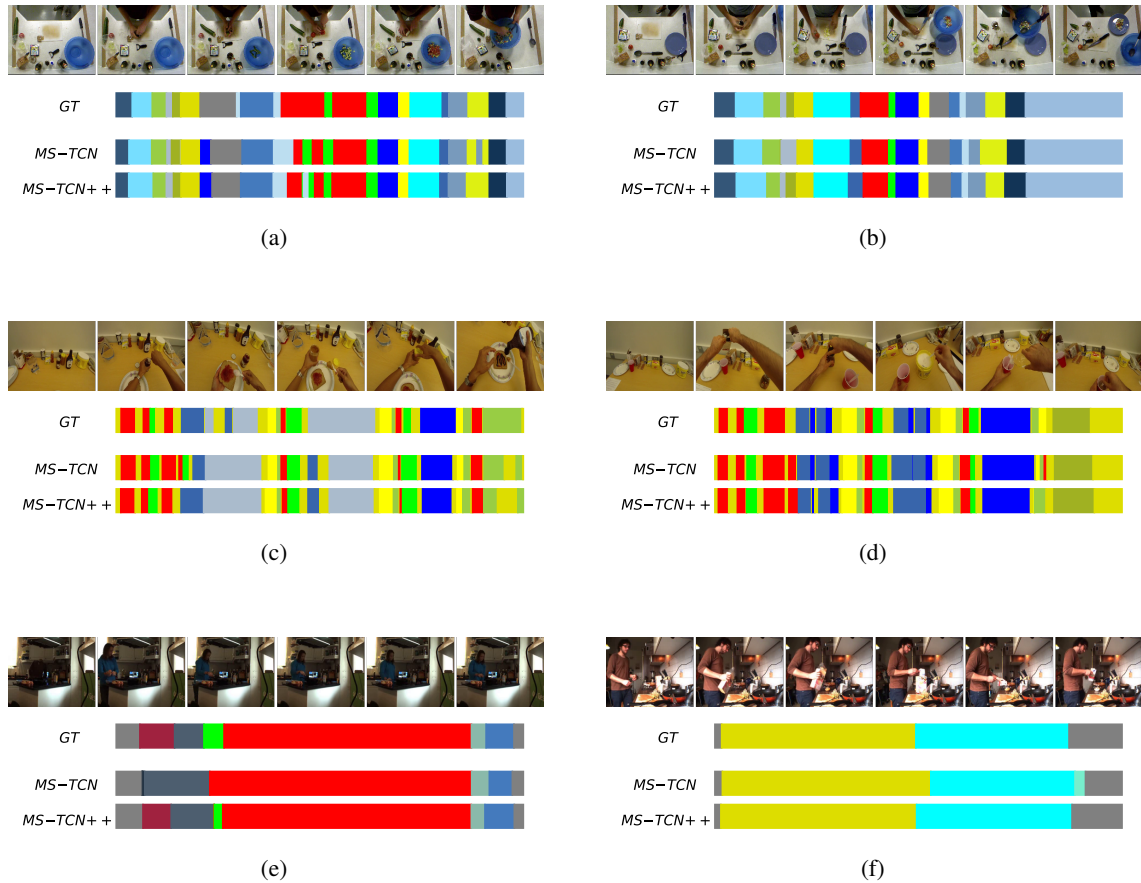 GT
MS−TCN
MS−TCN++
(a)
GT
MS−TCN
MS−TCN++
(b)
GT
MS−TCN
MS−TCN++
(c)
GT
MS−TCN
MS−TCN++
(d)
GT
MS−TCN
MS−TCN++
(e)
GT
MS−TCN
MS−TCN++
(f)